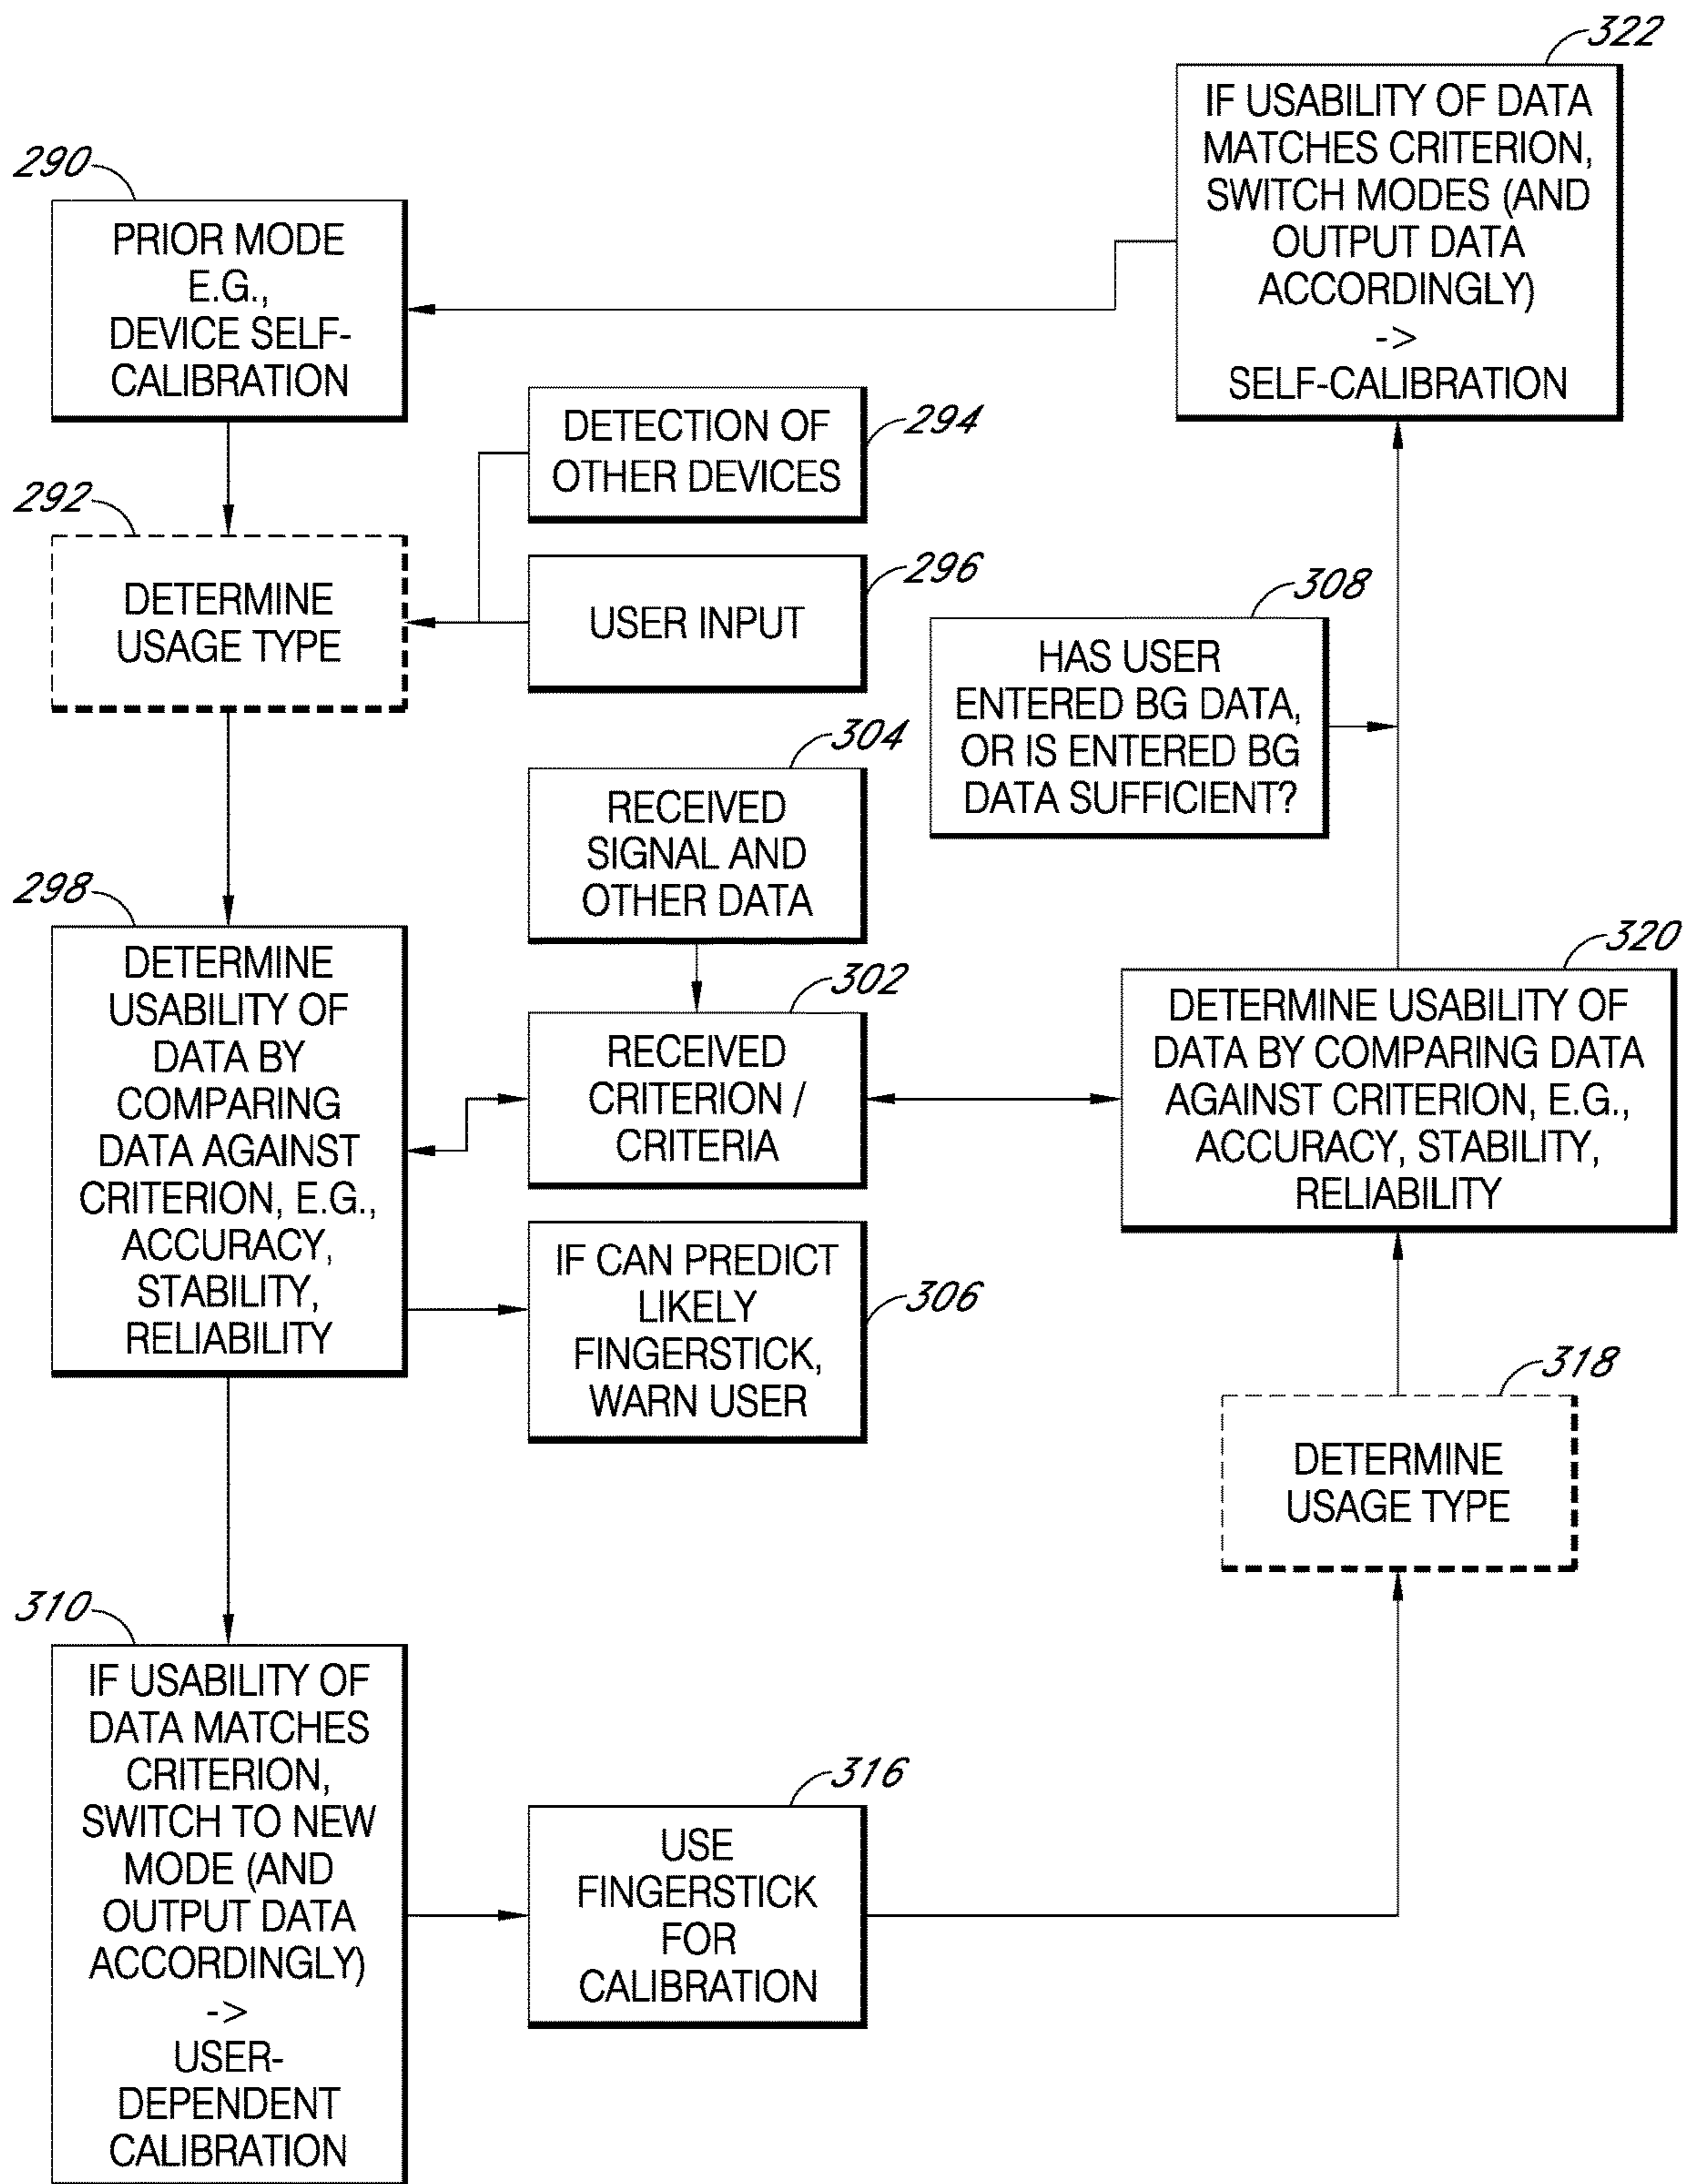 322
IF USABILITY OF DATA
MATCHES CRITERION,
SWITCH MODES (AND
OUTPUT DATA
ACCORDINGLY)
->
SELF-CALIBRATION
290
PRIOR MODE
E.G.,
DEVICE SELF-
CALIBRATION
294
DETECTION OF
OTHER DEVICES
292
DETERMINE
USAGE TYPE
296
USER INPUT
308
HAS USER
ENTERED BG DATA,
OR IS ENTERED BG
DATA SUFFICIENT?
304
RECEIVED
SIGNAL AND
OTHER DATA
298
DETERMINE
USABILITY OF
DATA BY
COMPARING
DATA AGAINST
CRITERION, E.G.,
ACCURACY,
STABILITY,
RELIABILITY
302
RECEIVED
CRITERION /
CRITERIA
320
DETERMINE USABILITY OF
DATA BY COMPARING DATA
AGAINST CRITERION, E.G.,
ACCURACY, STABILITY,
RELIABILITY
306
IF CAN PREDICT
LIKELY
FINGERSTICK,
WARN USER
318
DETERMINE
USAGE TYPE
310
IF USABILITY OF
DATA MATCHES
CRITERION,
SWITCH TO NEW
MODE (AND
OUTPUT DATA
ACCORDINGLY)
->
USER-
DEPENDENT
CALIBRATION
316
USE
FINGERSTICK
FOR
CALIBRATION